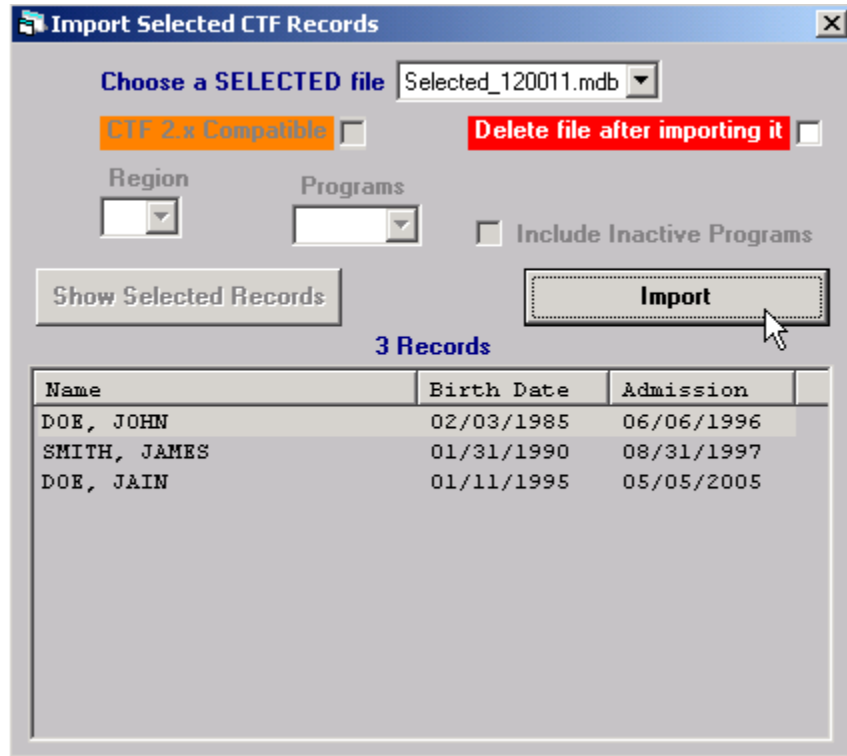 Import Selected CTF Records
Choose a SELECTED file Selected_120011.mdb
CTF 2.x Compatible Delete file after importing it
Region Programs
Include Inactive Programs
Show Selected Records Import
3 Records
Name Birth Date Admission
DOE, JOHN 02/03/1985 06/06/1996
SMITH, JAMES 01/31/1990 08/31/1997
DOE, JAIN 01/11/1995 05/05/2005